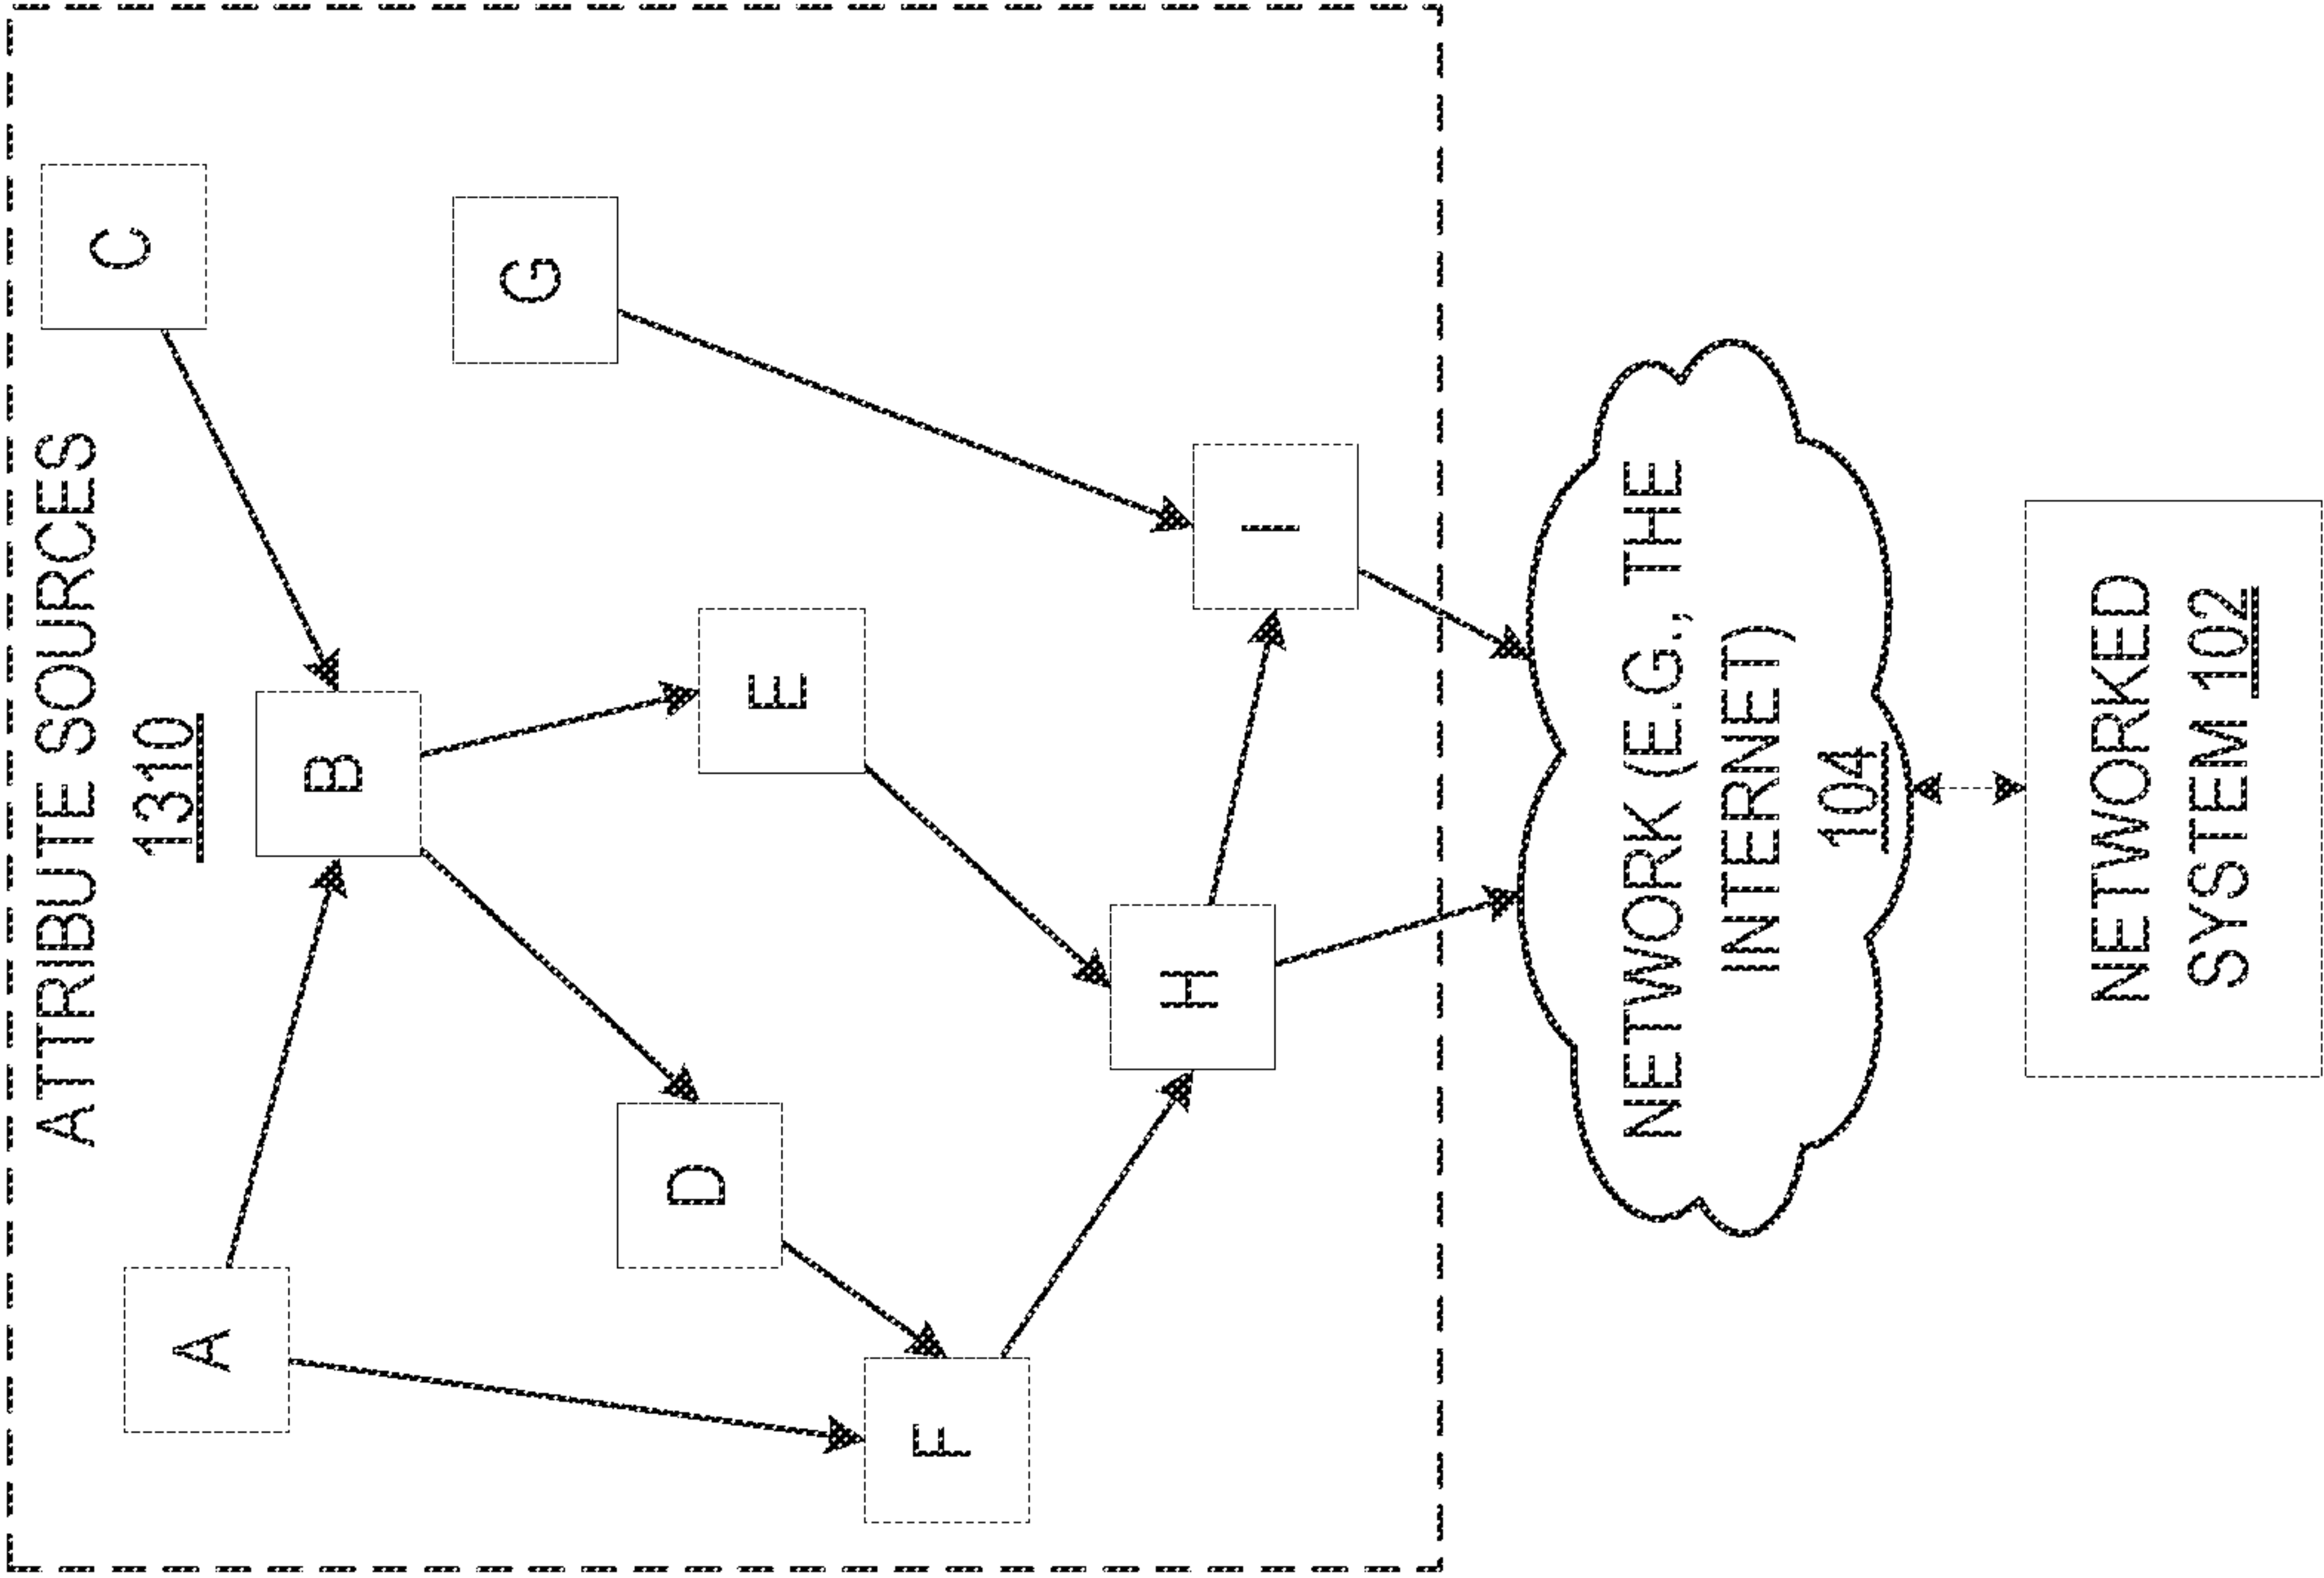 ATTRIBUTE SOURCES
1310
A
B
C
D
E
F
G
H
I
NETWORK (E.G., THE
INTERNET)
104
NETWORKED
SYSTEM 102